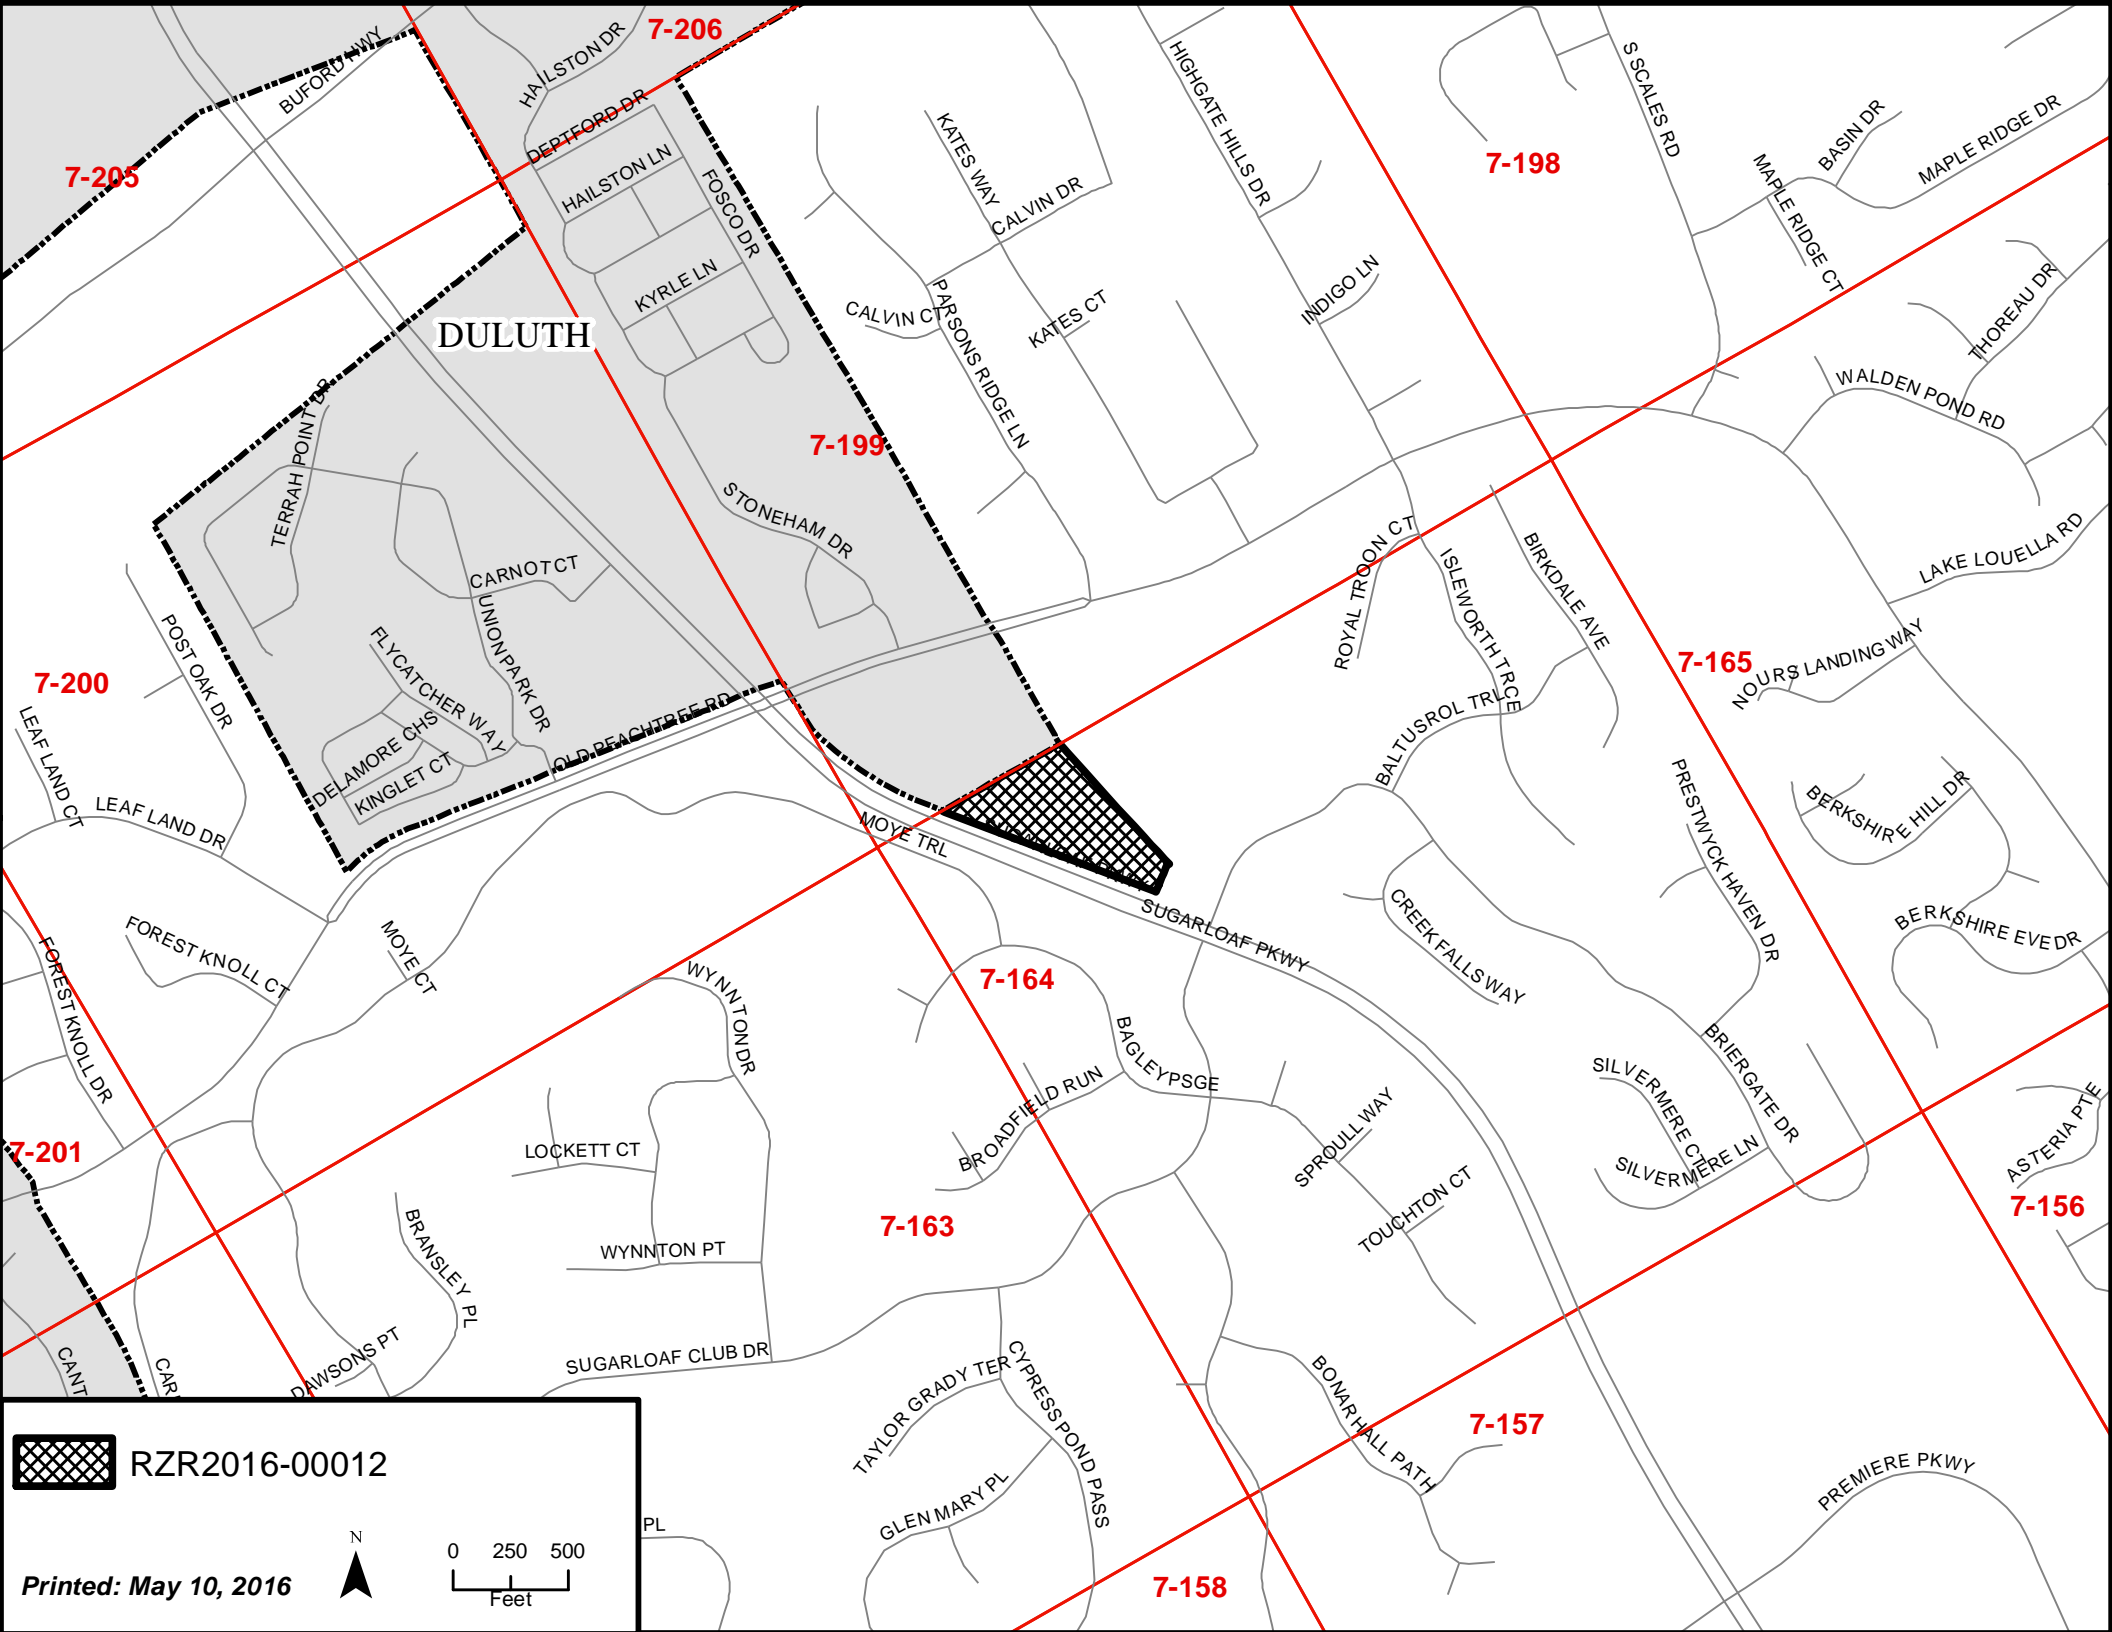 7-206
BUFORD HWY
HAILSTON DR
DEPTFORD DR
HAILSTON LN
FOSCO DR
KYRLE LN
7-205
DULUTH
KATES WAY
CALVIN DR
CALVIN CT
PARSONS RIDGE LN
KATES CT
HIGHGATE HILLS DR
INDIGO LN
7-198
S SCALES RD
BASIN DR
MAPLE RIDGE DR
MAPLE RIDGE CT
THOREAU DR
WALDEN POND RD
LAKE LOUELLA RD
7-199
TERRAH POINT DR
STONEHAM DR
CARNOT CT
UNION PARK DR
FLYCATCHER WAY
DELAMORE CHS
KINGLET CT
OLD PEACHTREE RD
POST OAK DR
7-200
LEAF LAND CT
LEAF LAND DR
ROYAL TROON CT
ISLEWORTH TRCE
BIRKDALE AVE
BALTUSROL TRL
7-165
NOURS LANDING WAY
PRESTWYCK HAVEN DR
BERKSHIRE HILL DR
BERKSHIRE EVE DR
MOYE TRL
SUGARLOAF PKWY
CREEK FALLS WAY
FOREST KNOLL CT
FOREST KNOLL DR
MOYE CT
WYNNTON DR
7-164
BAGLEY PSGE
BROADFIELD RUN
BRIERGATE DR
SILVERMERE CT
SILVERMERE LN
ASTERIA PTE
7-156
7-201
LOCKETT CT
SPROULL WAY
TOUCHTON CT
7-163
WYNNTON PT
BRANSLEY PL
DAWSONS PT
SUGARLOAF CLUB DR
CANT
CAR
TAYLOR GRADY TER
CYPRESS POND PASS
GLEN MARY PL
BONAR HALL PATH
7-157
PREMIERE PKWY
7-158
PL
RZR2016-00012
N
0 250 500
Feet
Printed: May 10, 2016